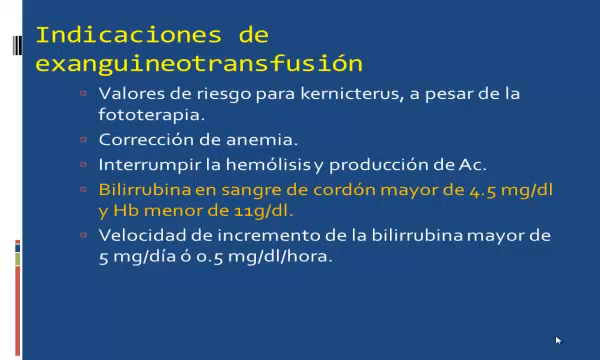 Indicaciones de
exanguineotransfusión
Valores de riesgo para kernicterus, a pesar de la
fototerapia.
Corrección de anemia.
Interrumpir la hemólisis y producción de Ac.
Bilirrubina en sangre de cordón mayor de 4.5 mg/dl
y Hb menor de 11g/dl.
Velocidad de incremento de la bilirrubina mayor de
5 mg/día ó 0.5 mg/dl/hora.